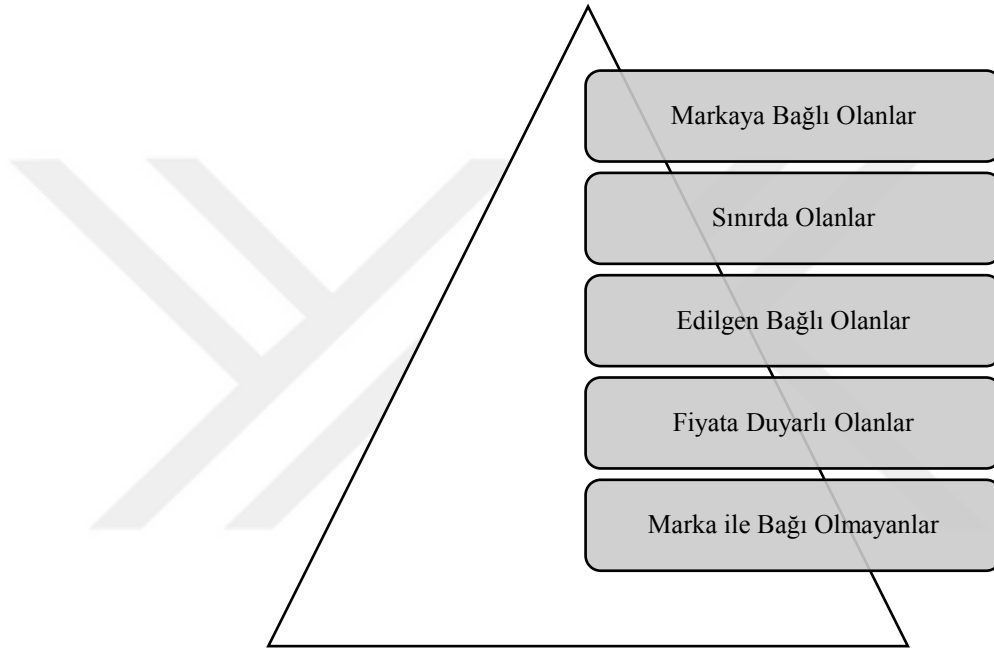 Markaya Bağlı Olanlar
Sınırda Olanlar
Edilgen Bağlı Olanlar
Fiyata Duyarlı Olanlar
Marka ile Bağı Olmayanlar